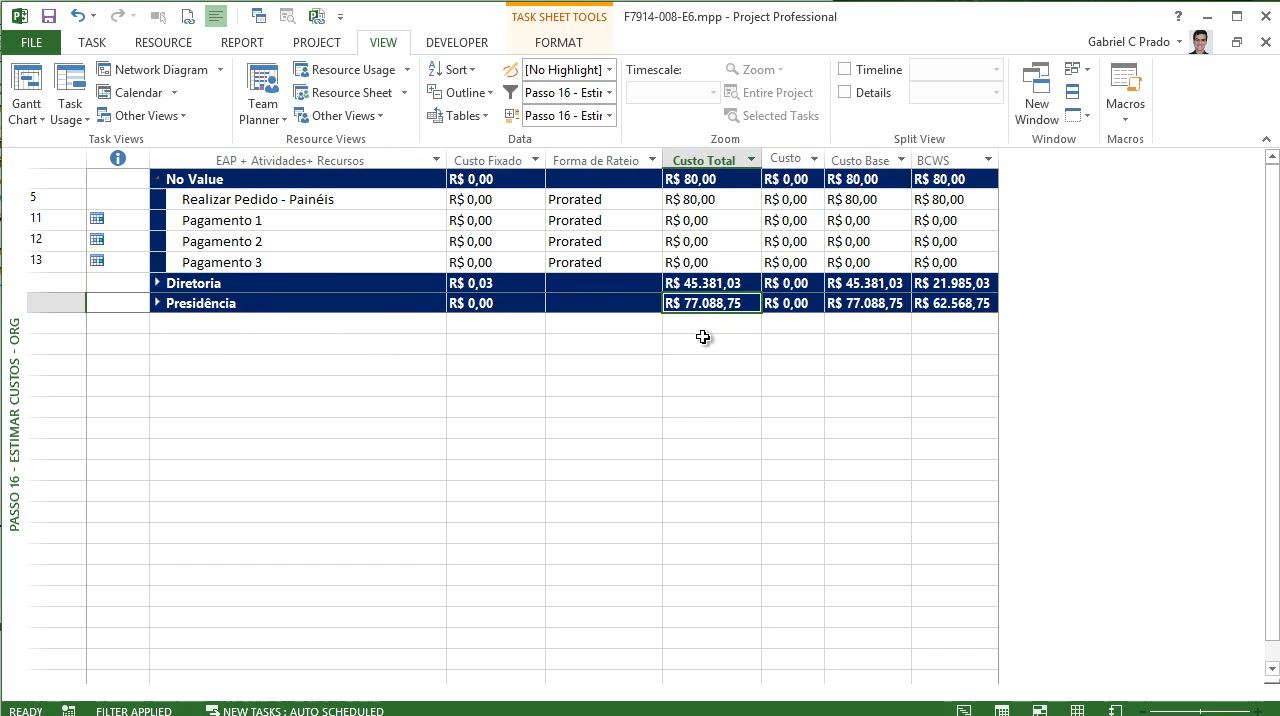 TASK SHEET TOOLS
F7914-008-E6.mpp - Project Professional
FILE TASK RESOURCE REPORT PROJECT VIEW DEVELOPER FORMAT
Gabriel C Prado
Gantt Chart
Task Usage
Network Diagram
Calendar
Other Views
Task Views
Team Planner
Resource Usage
Resource Sheet
Other Views
Resource Views
Sort
Outline
Tables
[No Highlight]
Passo 16 - Estir
Passo 16 - Estir
Data
Timescale:
Zoom
Entire Project
Selected Tasks
Zoom
Timeline
Details
Split View
New Window
Window
Macros
Macros
EAP + Atividades+ Recursos Custo Fixado Forma de Rateio Custo Total Custo Custo Base BCWS
No Value R$ 0,00 R$ 80,00 R$ 0,00 R$ 80,00 R$ 80,00
5 Realizar Pedido - Painéis R$ 0,00 Prorated R$ 80,00 R$ 0,00 R$ 80,00 R$ 80,00
11 Pagamento 1 R$ 0,00 Prorated R$ 0,00 R$ 0,00 R$ 0,00 R$ 0,00
12 Pagamento 2 R$ 0,00 Prorated R$ 0,00 R$ 0,00 R$ 0,00 R$ 0,00
13 Pagamento 3 R$ 0,00 Prorated R$ 0,00 R$ 0,00 R$ 0,00 R$ 0,00
Diretoria R$ 0,03 R$ 45.381,03 R$ 0,00 R$ 45.381,03 R$ 21.985,03
Presidência R$ 0,00 R$ 77.088,75 R$ 0,00 R$ 77.088,75 R$ 62.568,75
PASSO 16 - ESTIMAR CUSTOS - ORG
READY FILTER APPLIED NEW TASKS : AUTO SCHEDULED